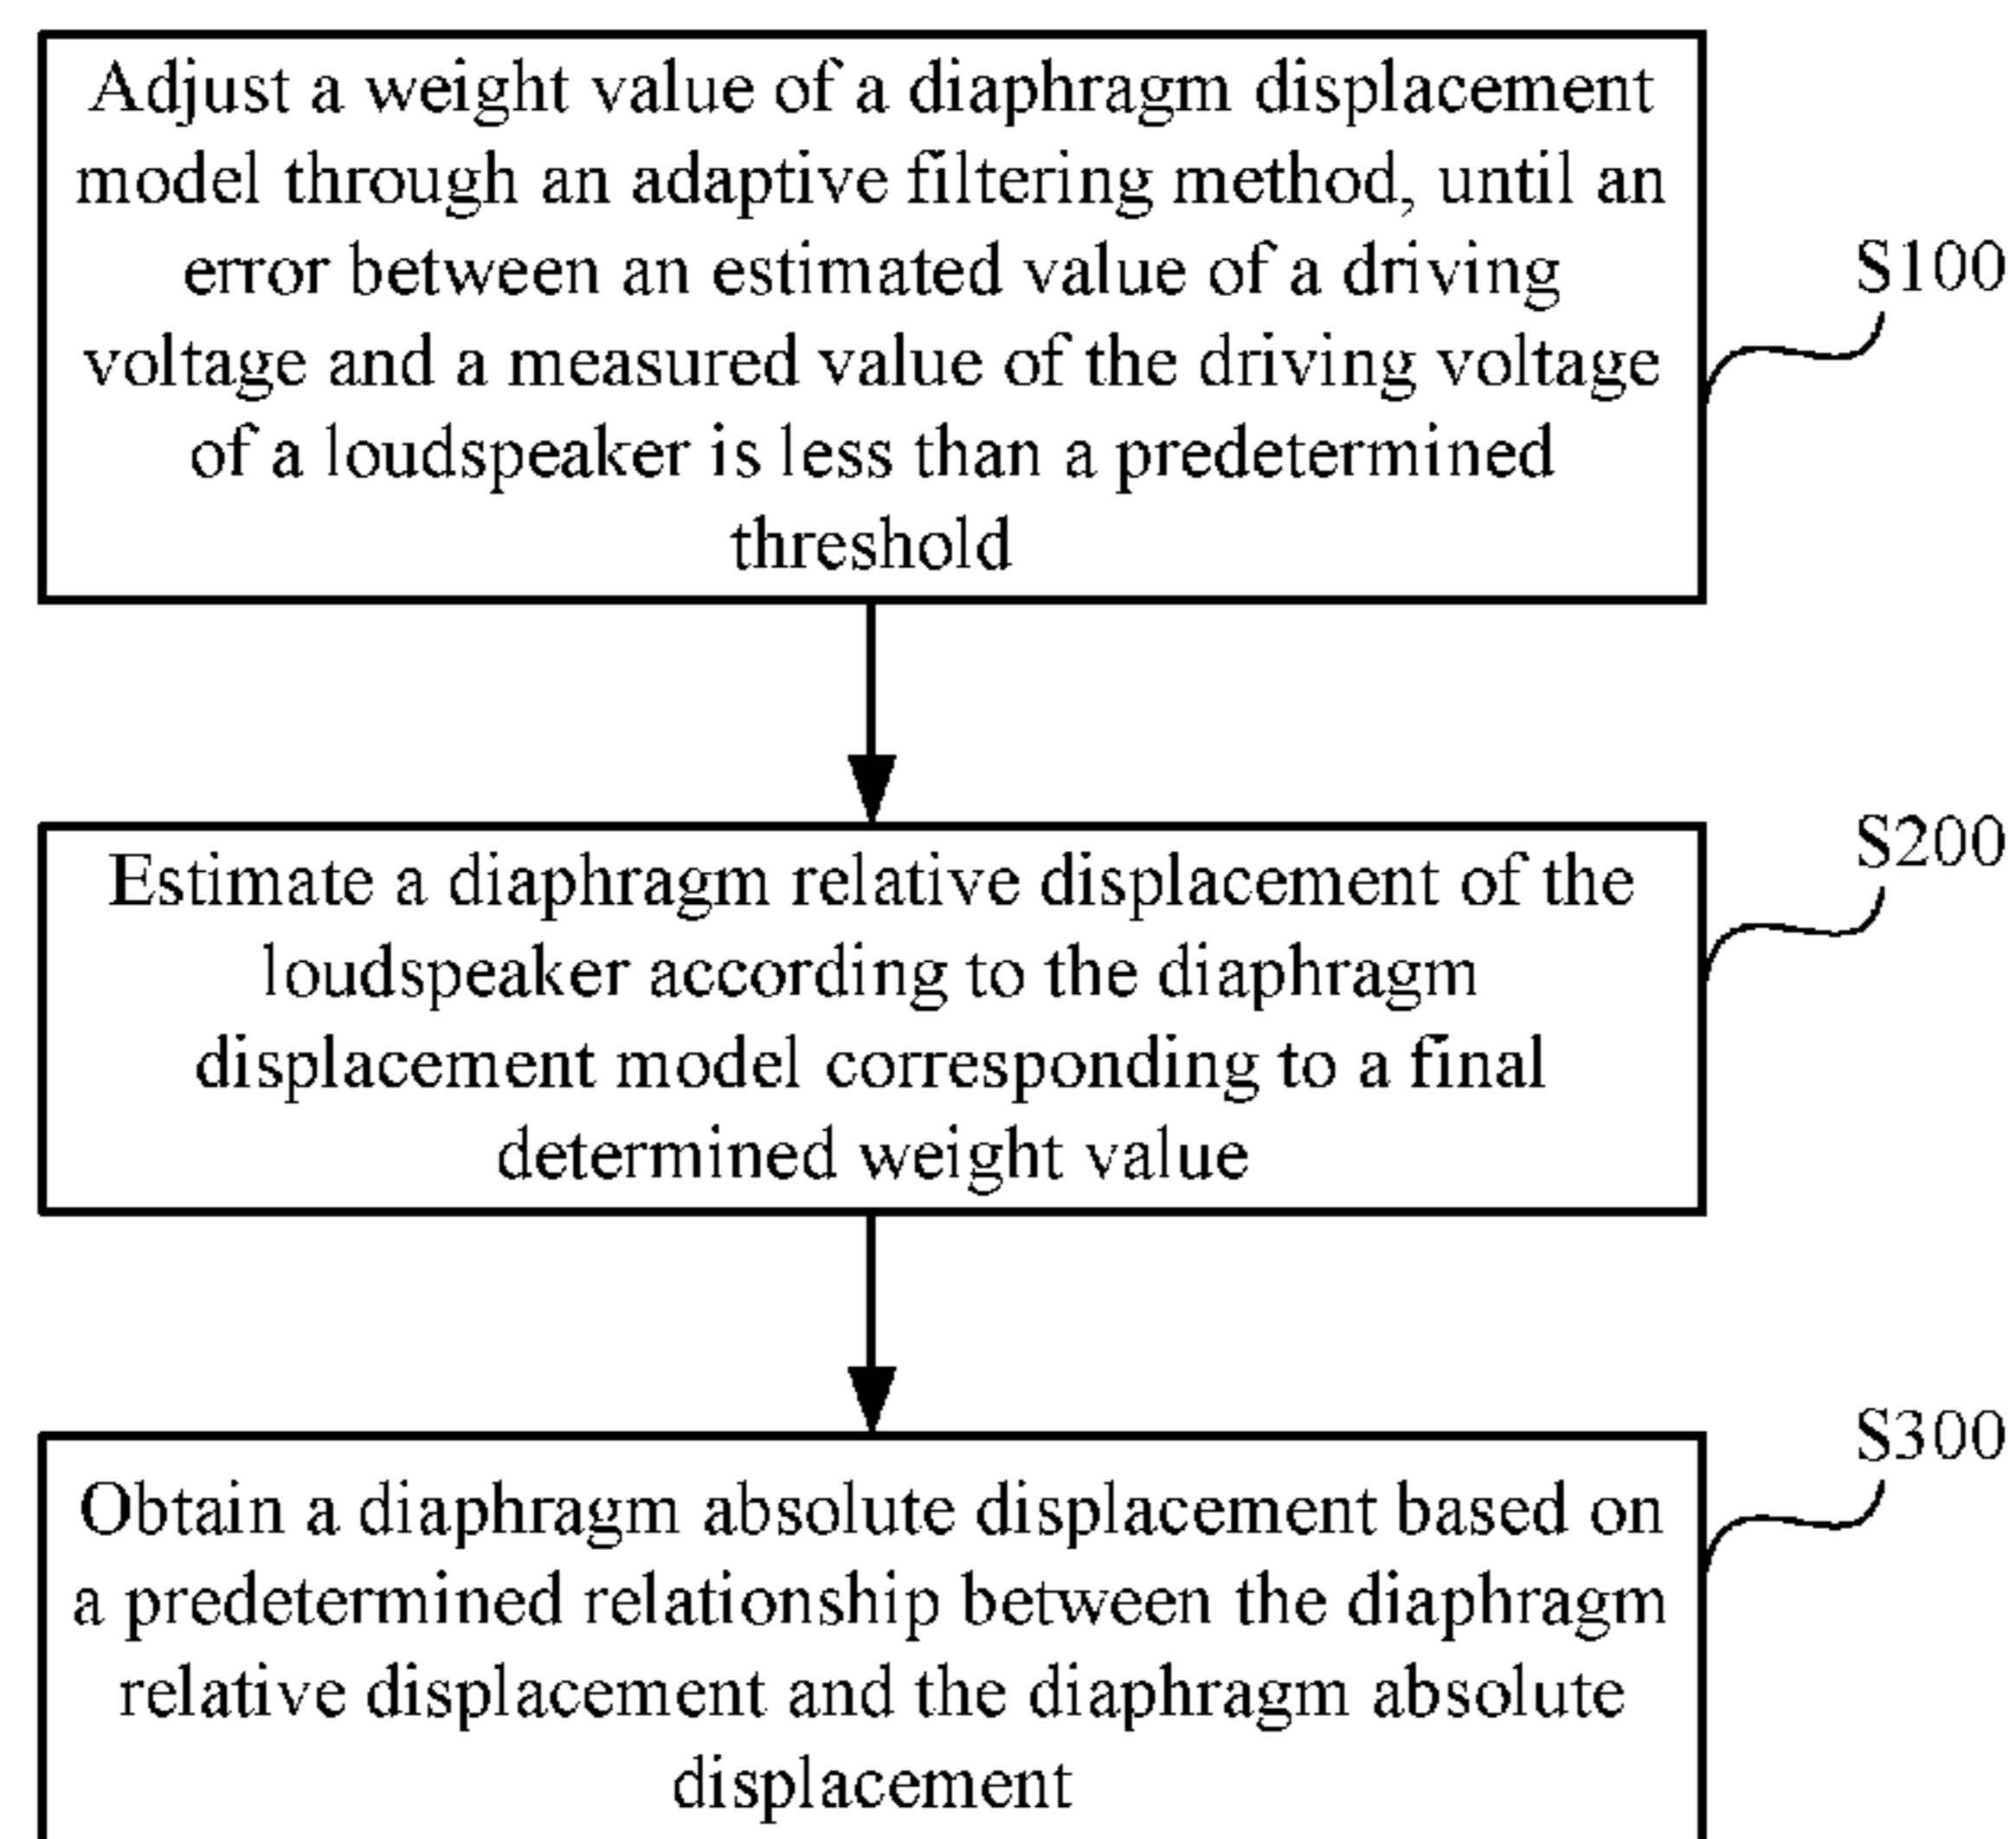 Adjust a weight value of a diaphragm displacement
model through an adaptive filtering method, until an
error between an estimated value of a driving
voltage and a measured value of the driving voltage
of a loudspeaker is less than a predetermined
threshold
S100
Estimate a diaphragm relative displacement of the
loudspeaker according to the diaphragm
displacement model corresponding to a final
determined weight value
S200
Obtain a diaphragm absolute displacement based on
a predetermined relationship between the diaphragm
relative displacement and the diaphragm absolute
displacement
S300